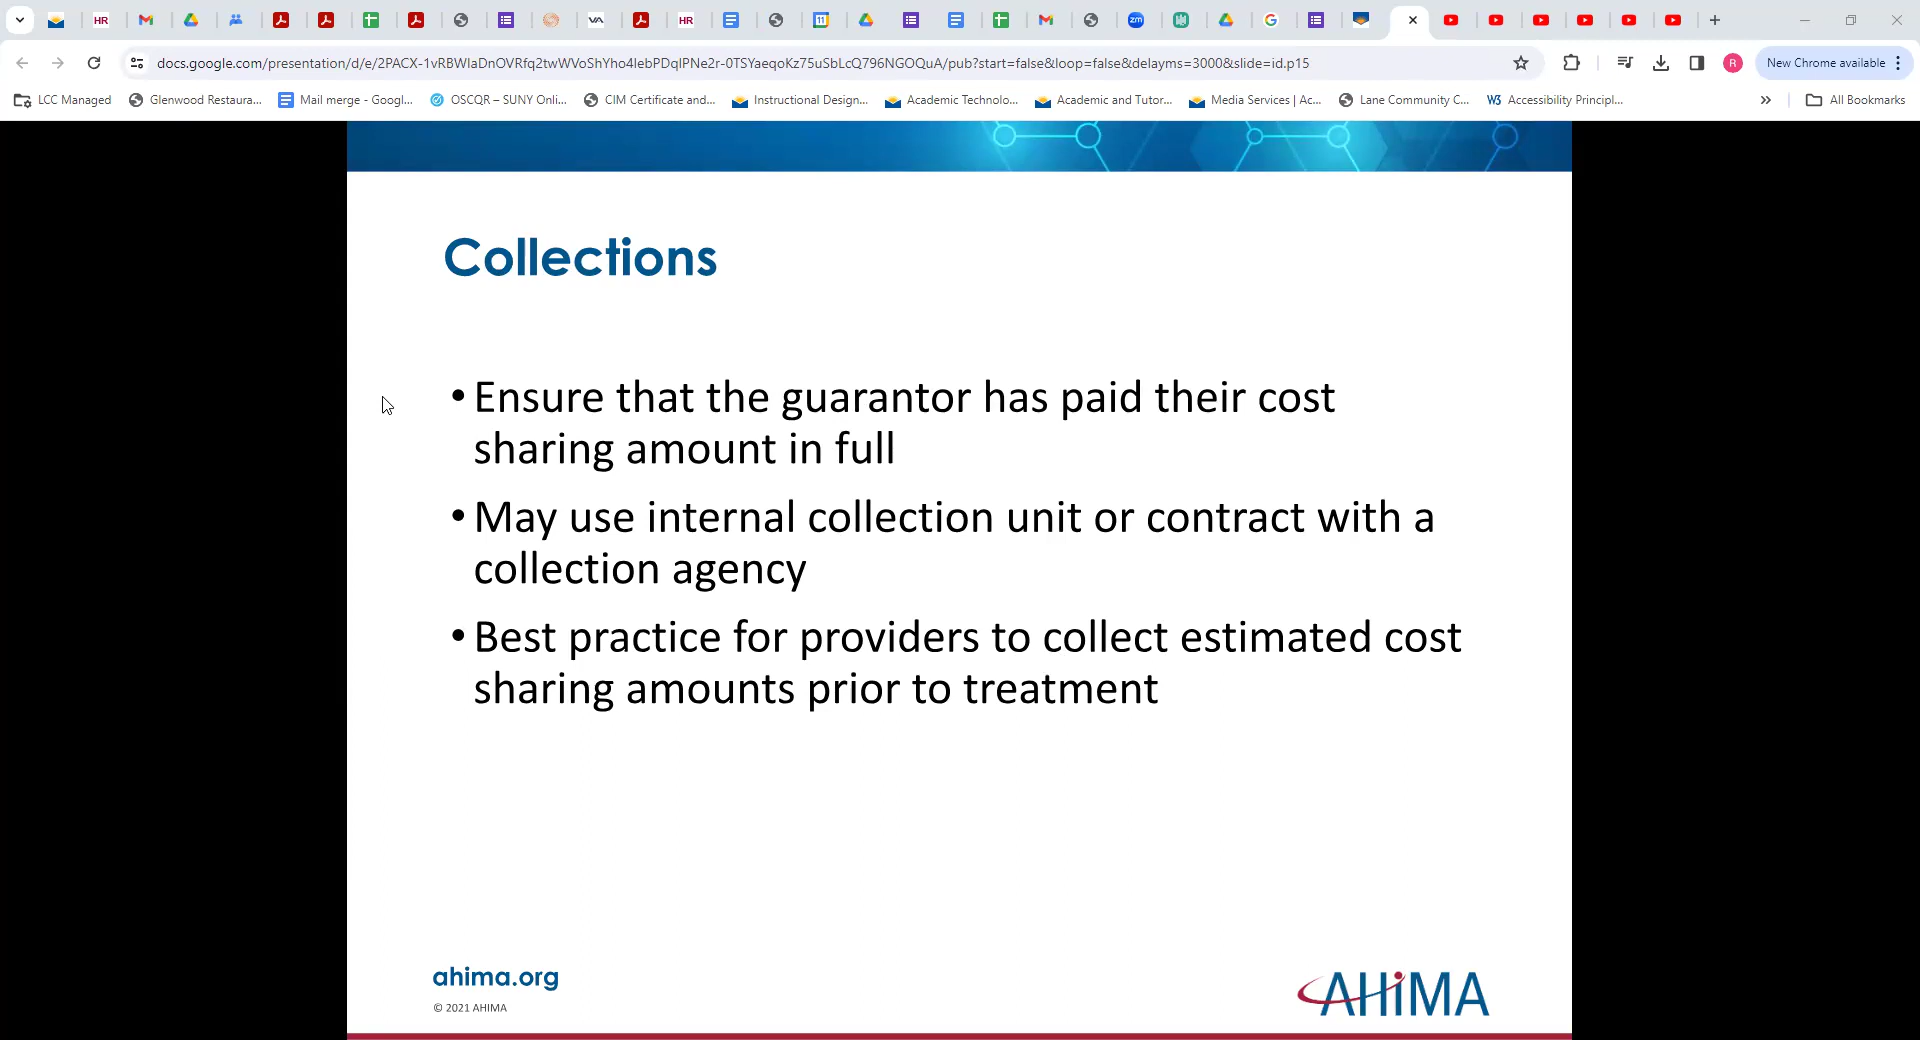 docs.google.com/presentation/d/e/2PACX-1vRBWlaDnOVRfq2twWVoShYho4lebPDqlPNe2r-0TSYaeqoKz75uSbLcQ796NGOQuA/pub?start=false&loop=false&delayms=3000&slide=id.p15
New Chrome available
LCC Managed
Glenwood Restaura...
Mail merge - Googl...
OSCQR – SUNY Onli...
CIM Certificate and...
Instructional Design...
Academic Technolo...
Academic and Tutor...
Media Services | Ac...
Lane Community C...
Accessibility Principl...
All Bookmarks
Collections
• Ensure that the guarantor has paid their cost
sharing amount in full
• May use internal collection unit or contract with a
collection agency
• Best practice for providers to collect estimated cost
sharing amounts prior to treatment
ahima.org
© 2021 AHIMA
AHiMA